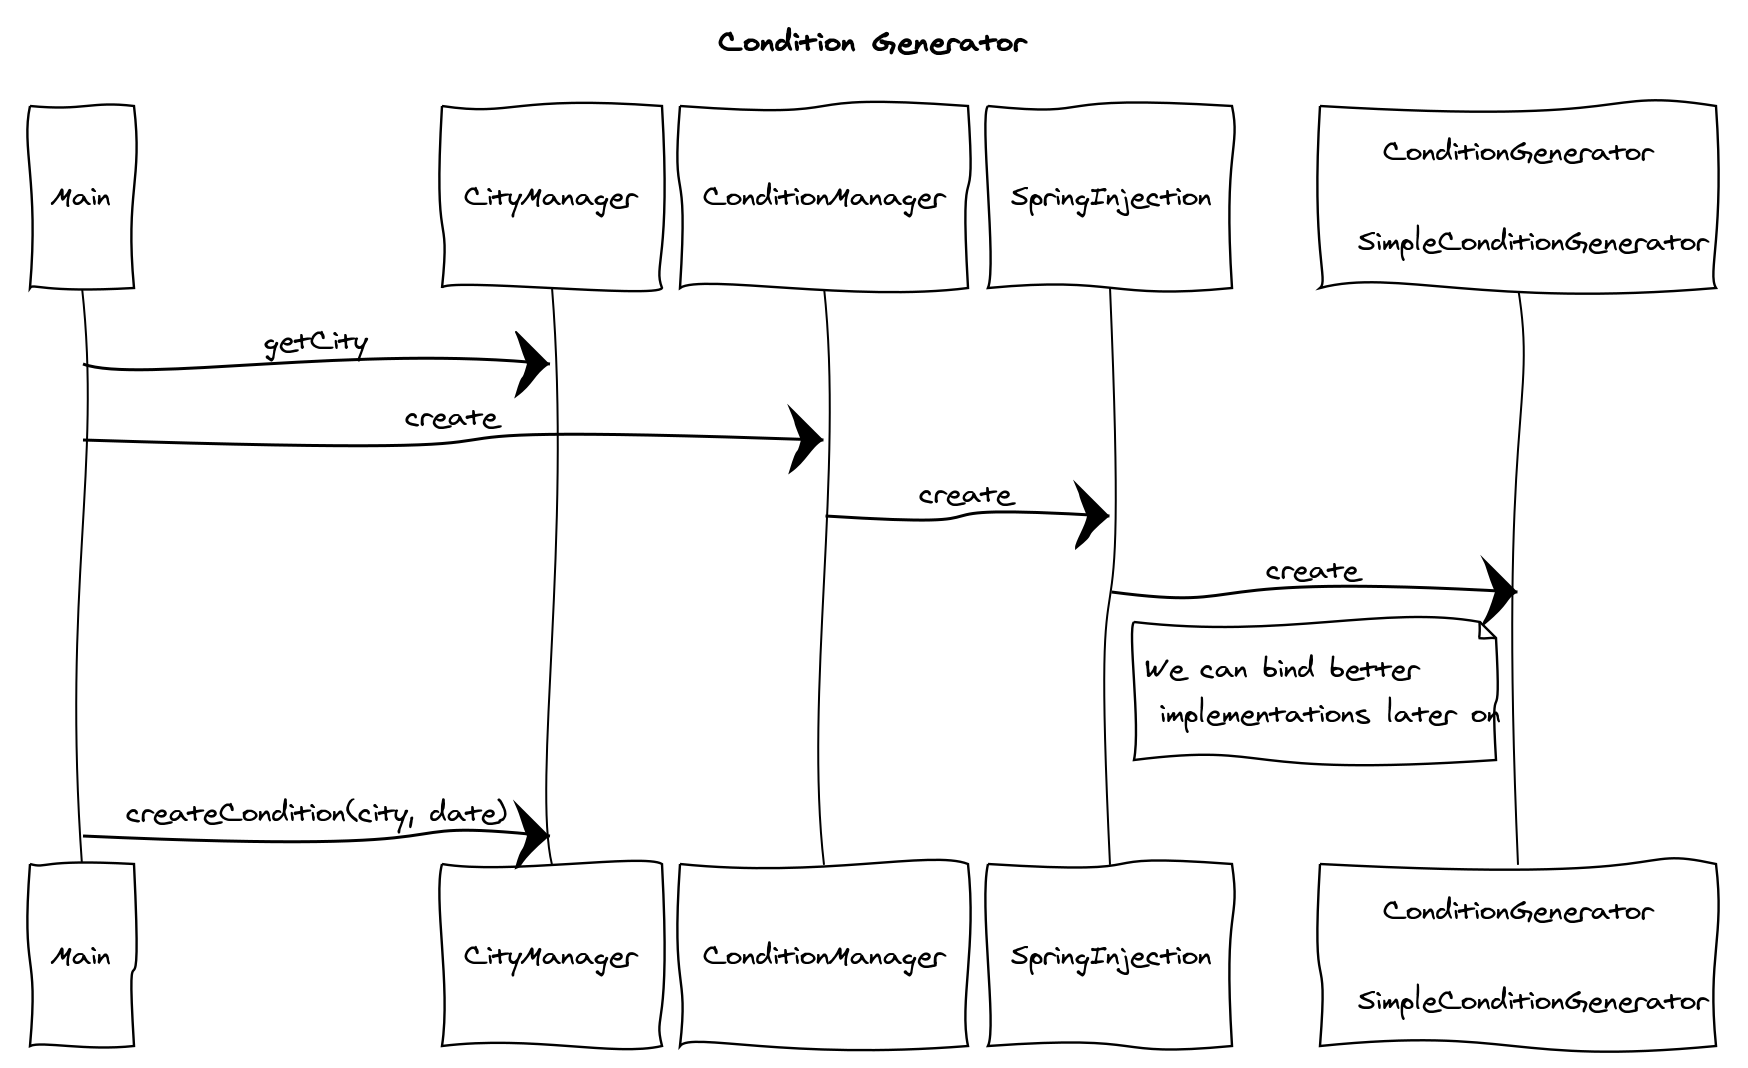 Condition Generator
Main
CityManager
ConditionManager
SpringInjection
ConditionGenerator
SimpleConditionGenerator
getCity
create
create
create
We can bind better
implementations later on
createCondition(city, date)
Main
CityManager
ConditionManager
SpringInjection
ConditionGenerator
SimpleConditionGenerator